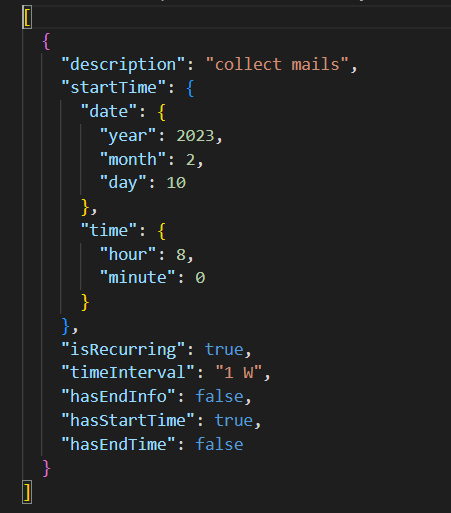 [
  {
    "description": "collect mails",
    "startTime": {
      "date": {
        "year": 2023,
        "month": 2,
        "day": 10
      },
      "time": {
        "hour": 8,
        "minute": 0
      }
    },
    "isRecurring": true,
    "timeInterval": "1 W",
    "hasEndInfo": false,
    "hasStartTime": true,
    "hasEndTime": false
  }
]